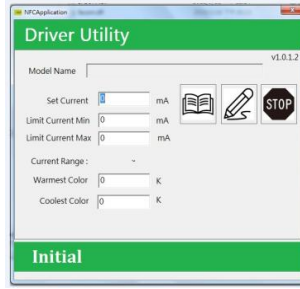 NFCApplication
Driver Utility
v1.0.1.2
Model Name
Set Current 0 mA
STOP
Limit Current Min 0 mA
Limit Current Max 0 mA
Current Range : -
Warmest Color 0 K
Coolest Color 0 K
Initial